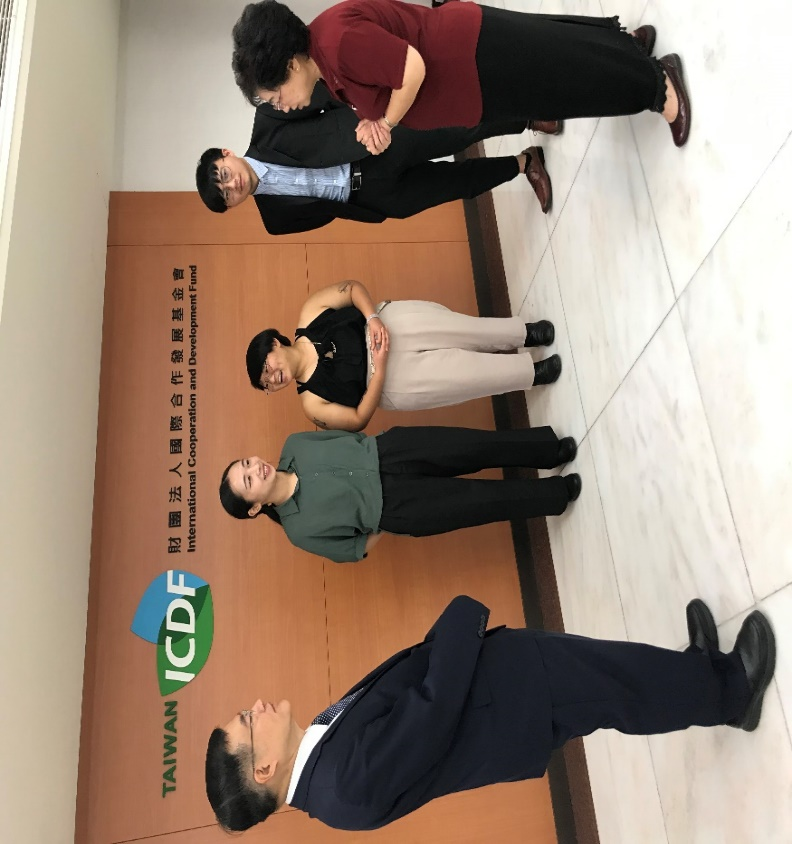 TAIWAN ICDF
財團法人國際合作發展基金會
International Cooperation and Development Fund